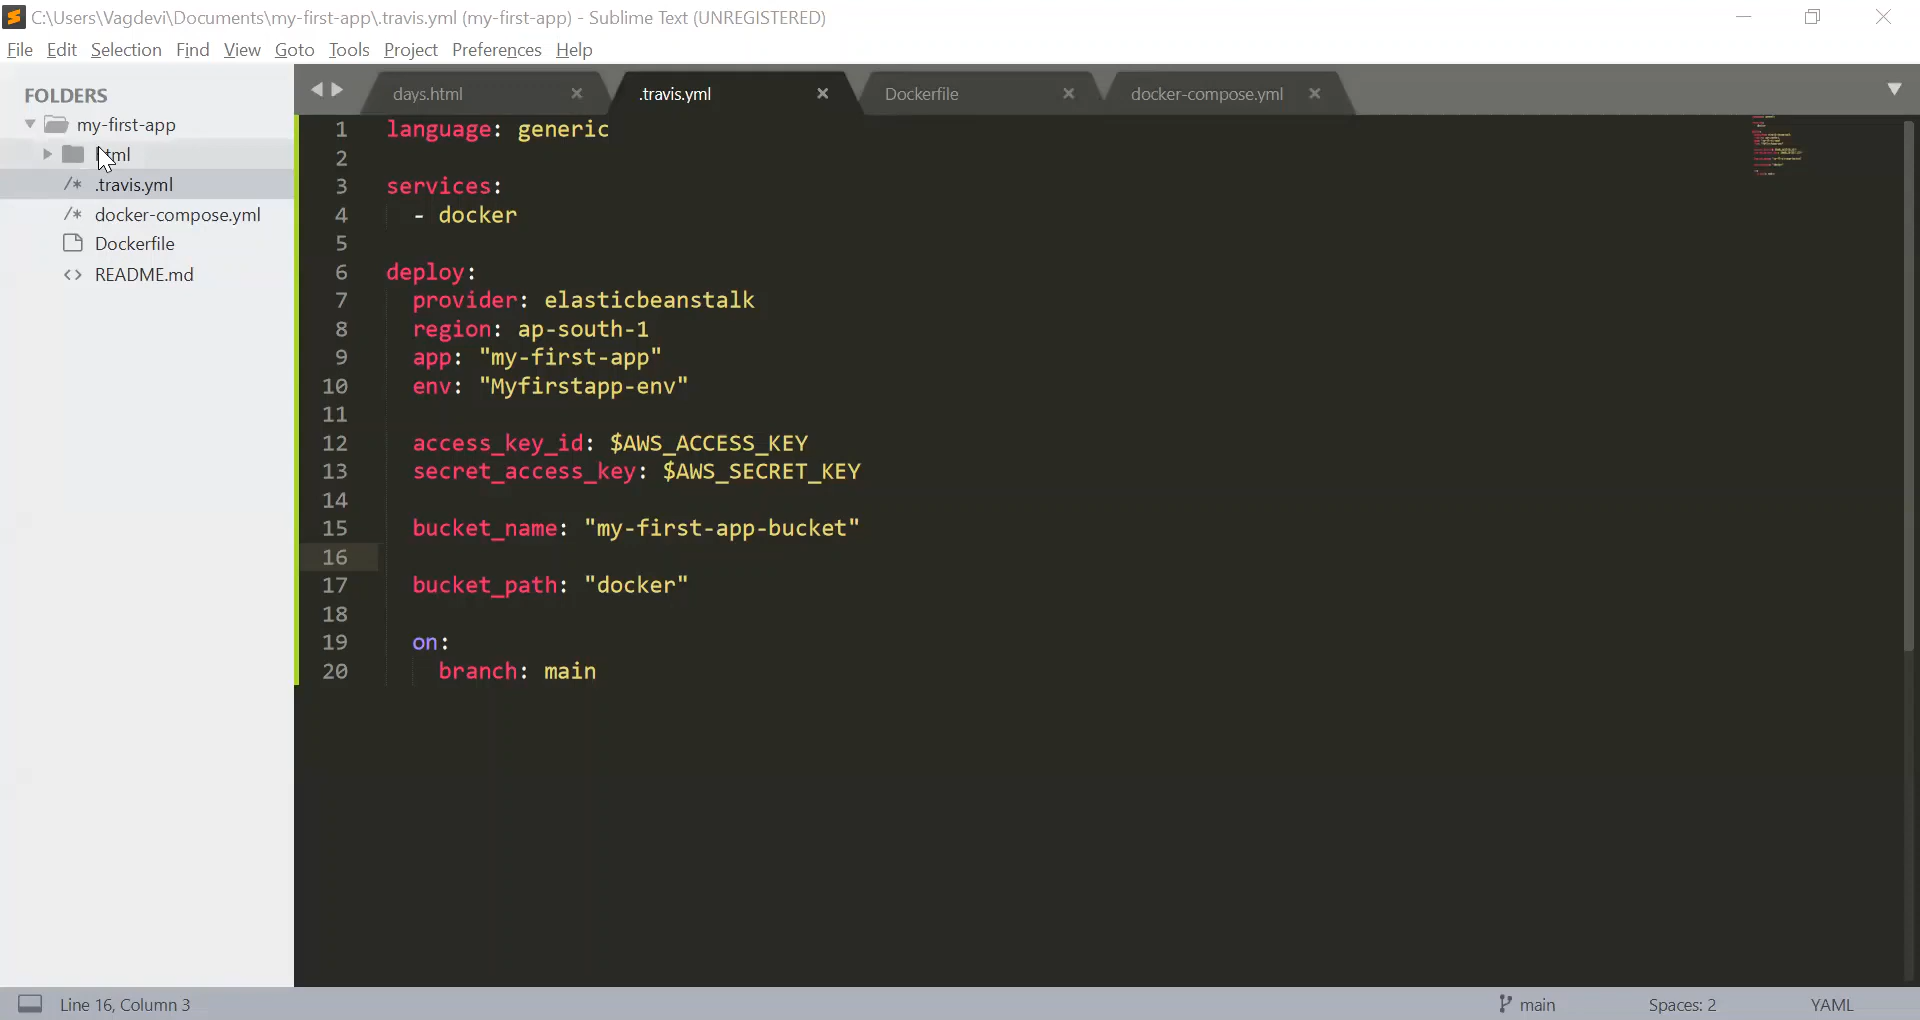 C:\Users\Vagdevi\Documents\my-first-app\.travis.yml (my-first-app) - Sublime Text (UNREGISTERED)
File Edit Selection Find View Goto Tools Project Preferences Help
FOLDERS
my-first-app
html
/* .travis.yml
/* docker-compose.yml
Dockerfile
<> README.md
days.html × .travis.yml × Dockerfile × docker-compose.yml ×
1 language: generic
2
3 services:
4 - docker
5
6 deploy:
7 provider: elasticbeanstalk
8 region: ap-south-1
9 app: "my-first-app"
10 env: "Myfirstapp-env"
11
12 access_key_id: $AWS_ACCESS_KEY
13 secret_access_key: $AWS_SECRET_KEY
14
15 bucket_name: "my-first-app-bucket"
16
17 bucket_path: "docker"
18
19 on:
20 branch: main
Line 16, Column 3 main Spaces: 2 YAML